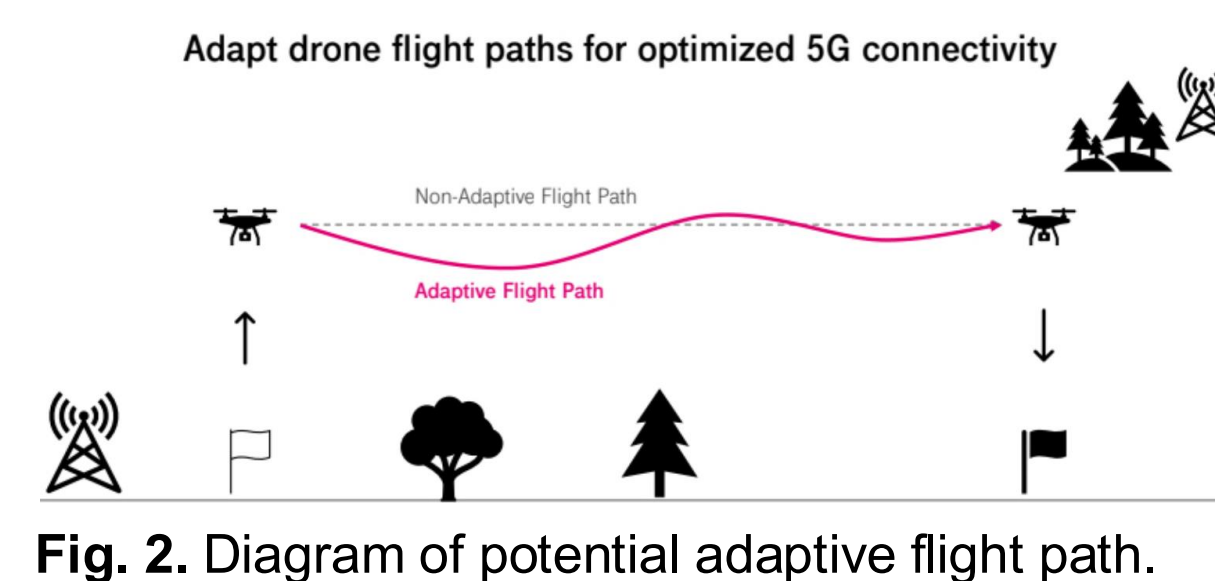 Adapt drone flight paths for optimized 5G connectivity
Non-Adaptive Flight Path
Adaptive Flight Path
Fig. 2. Diagram of potential adaptive flight path.